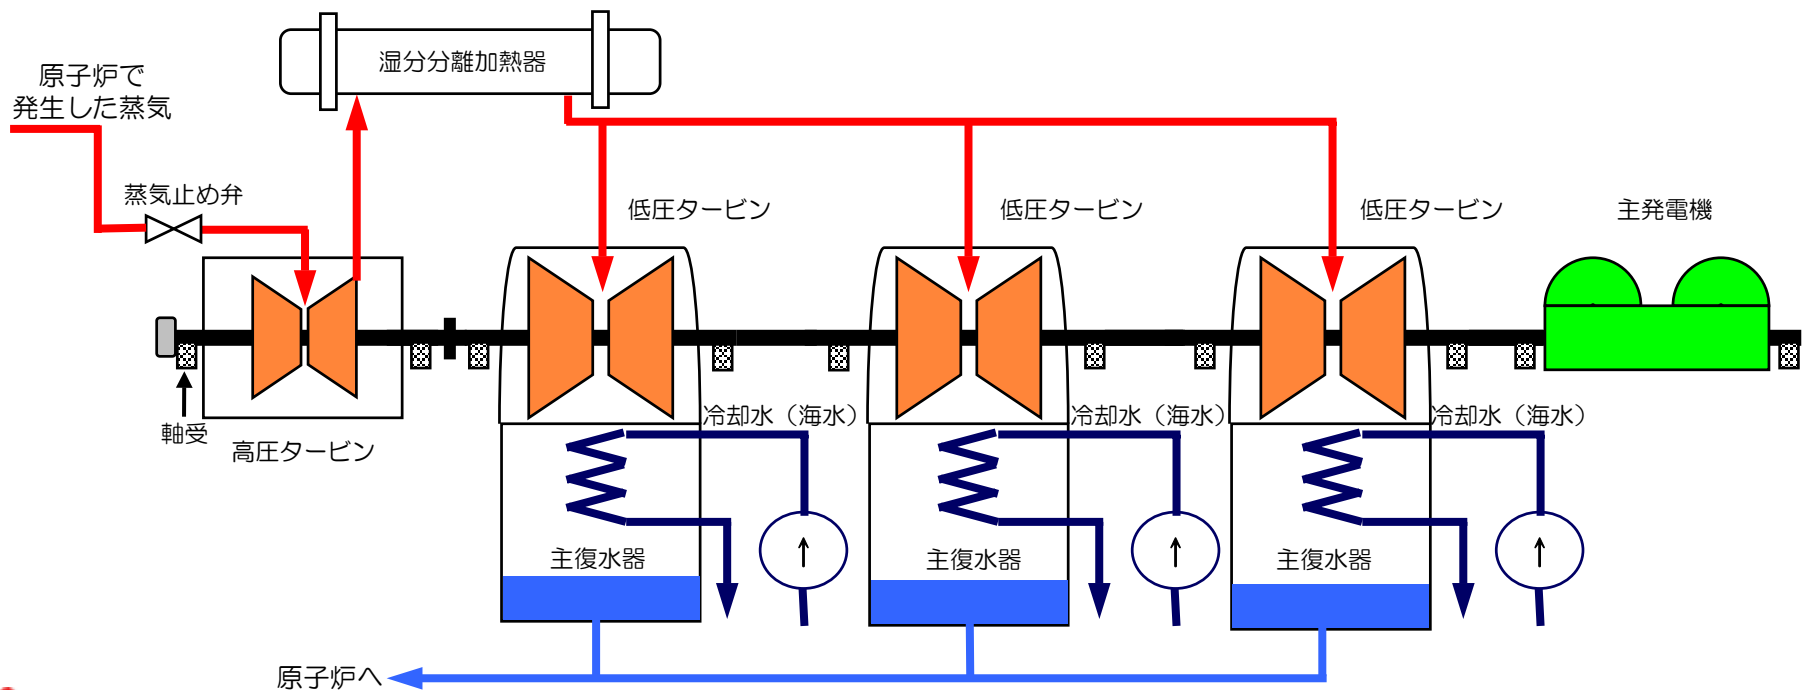 湿分分離加熱器
原子炉で
発生した蒸気
蒸気止め弁
低圧タービン
低圧タービン
低圧タービン
主発電機
軸受
高圧タービン
冷却水（海水）
冷却水（海水）
冷却水（海水）
主復水器
主復水器
主復水器
原子炉へ